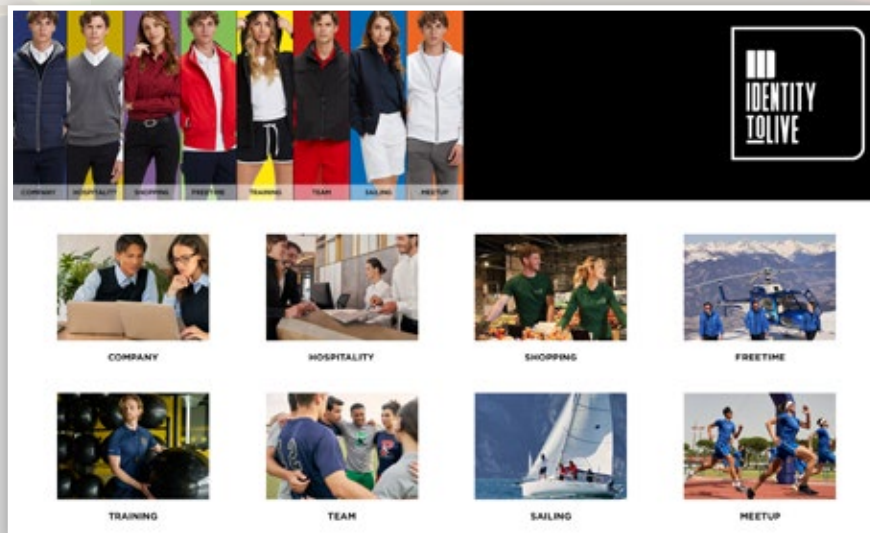 IDENTITY
TOLIVE
COMPANY HOSPITALITY SHOPPING FREETIME TRAINING TEAM SAILING MEETUP
COMPANY HOSPITALITY SHOPPING FREETIME
TRAINING TEAM SAILING MEETUP